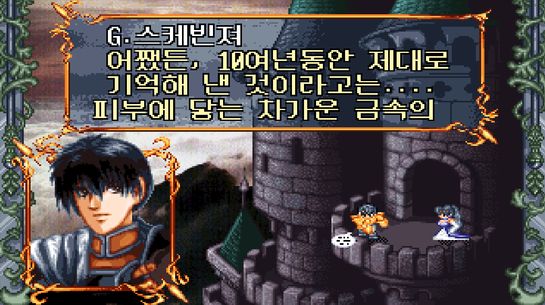 G.스케빈져
어쨌든, 10여년동안 제대로
기억해 낸 것이라고는....
피부에 닿는 차가운 금속의